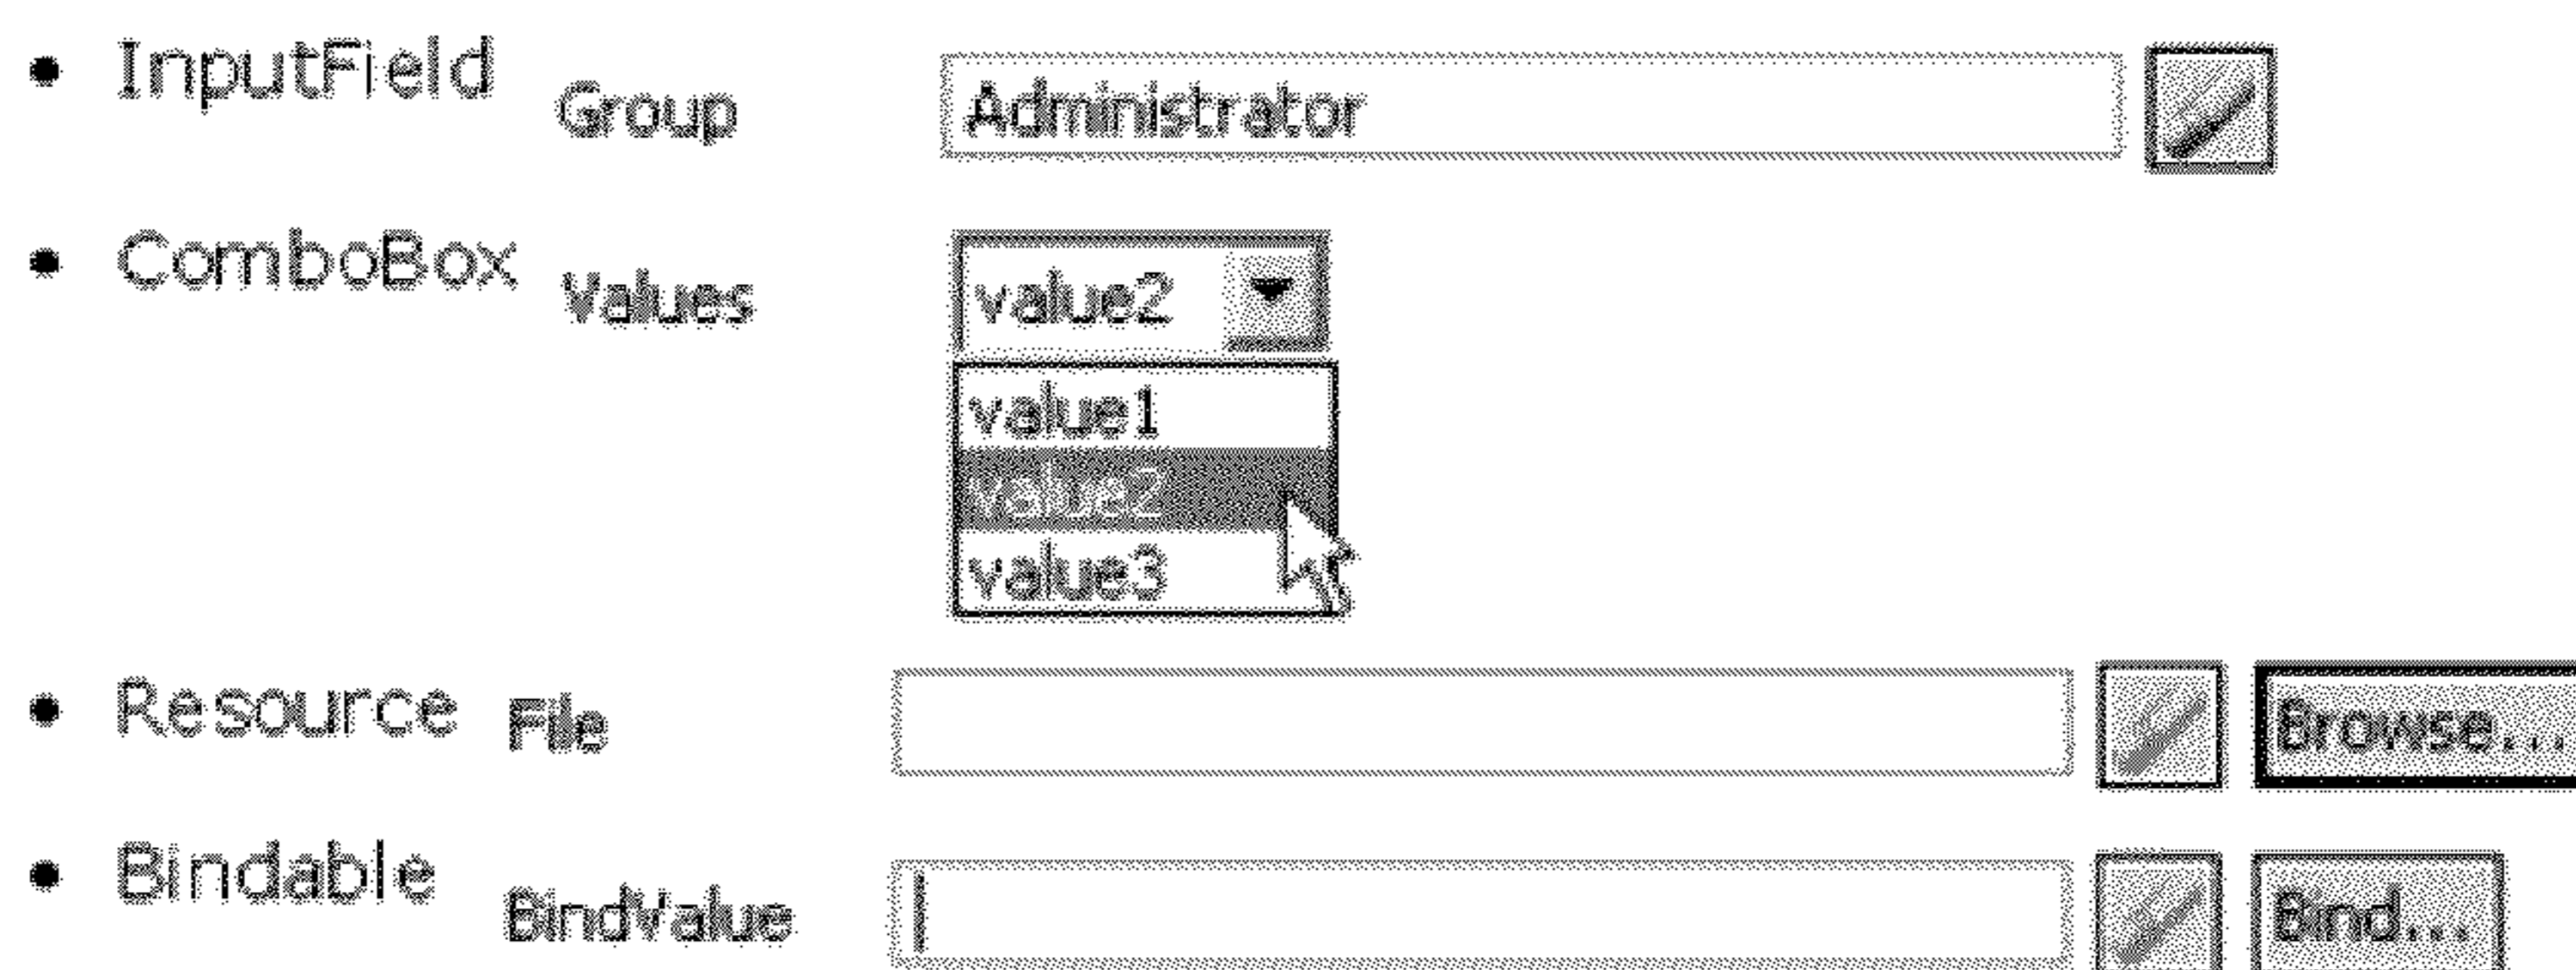 • InputField Group Administrator
• ComboBox Values value2
value1
value2
value3
• Resource File Browse...
• Bindable BindValue Bind...